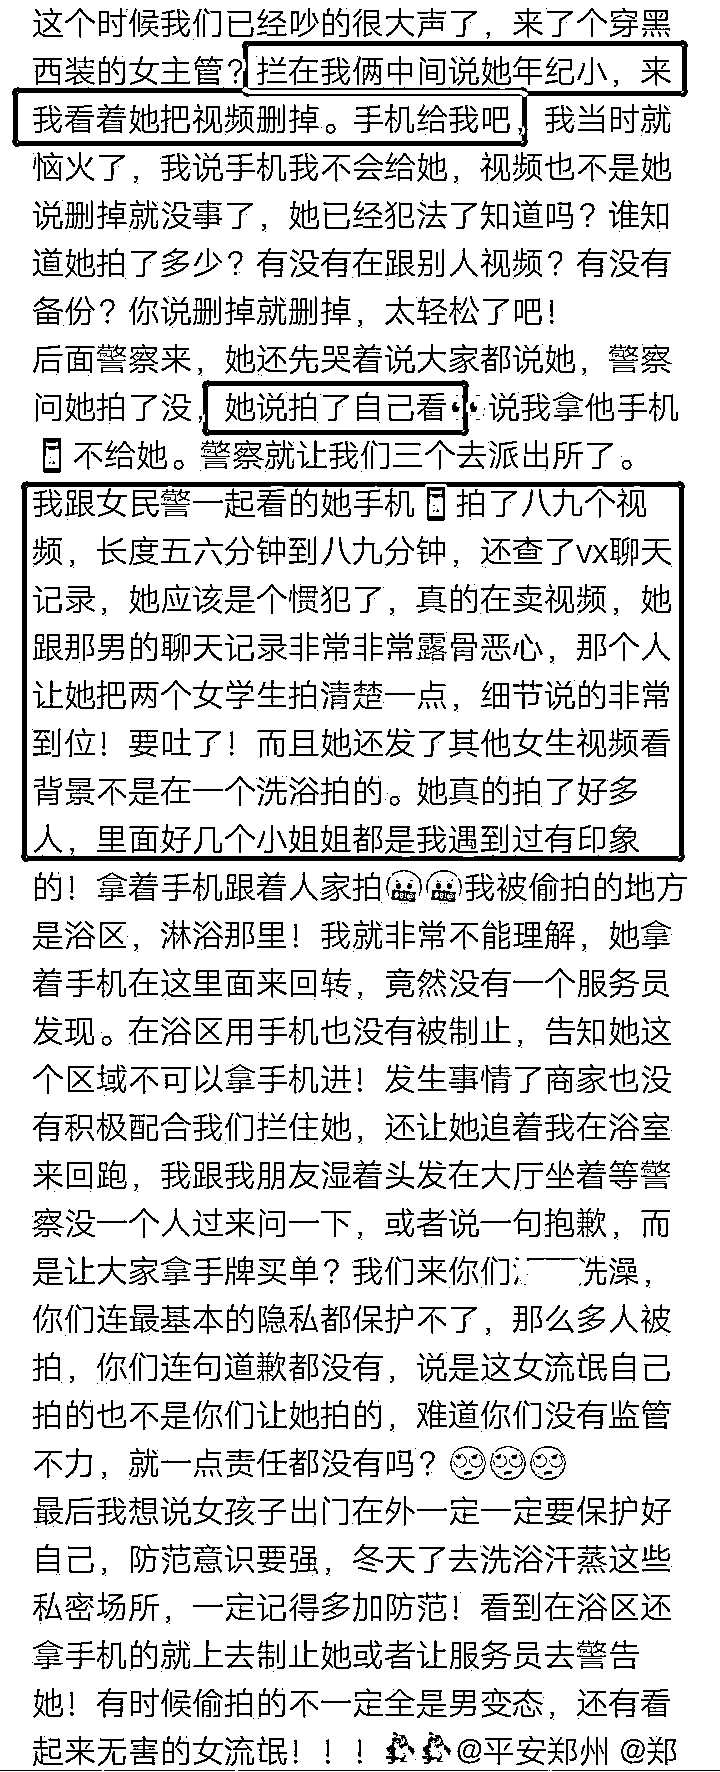 这个时候我们已经吵的很大声了，来了个穿黑
西装的女主管？拦在我俩中间说她年纪小，来
我看着她把视频删掉。手机给我吧，我当时就
恼火了，我说手机我不会给她，视频也不是她
说删掉就没事了，她已经犯法了知道吗？谁知
道她拍了多少？有没有在跟别人视频？有没有
备份？你说删掉就删掉，太轻松了吧！
后面警察来，她还先哭着说大家都说她，警察
问她拍了没，她说拍了自己看👀说我拿他手机
📱不给她。警察就让我们三个去派出所了。
我跟女民警一起看的她手机📱拍了八九个视
频，长度五六分钟到八九分钟，还查了vx聊天
记录，她应该是个惯犯了，真的在卖视频，她
跟那男的聊天记录非常非常露骨恶心，那个人
让她把两个女学生拍清楚一点，细节说的非常
到位！要吐了！而且她还发了其他女生视频看
背景不是在一个洗浴拍的。她真的拍了好多
人，里面好几个小姐姐都是我遇到过有印象
的！拿着手机跟着人家拍🤬🤬我被偷拍的地方
是浴区，淋浴那里！我就非常不能理解，她拿
着手机在这里面来回转，竟然没有一个服务员
发现。在浴区用手机也没有被制止，告知她这
个区域不可以拿手机进！发生事情了商家也没
有积极配合我们拦住她，还让她追着我在浴室
来回跑，我跟我朋友湿着头发在大厅坐着等警
察没一个人过来问一下，或者说一句抱歉，而
是让大家拿手牌买单？我们来你们洗澡，
你们连最基本的隐私都保护不了，那么多人被
拍，你们连句道歉都没有，说是这女流氓自己
拍的也不是你们让她拍的，难道你们没有监管
不力，就一点责任都没有吗？🙄🙄🙄
最后我想说女孩子出门在外一定一定要保护好
自己，防范意识要强，冬天了去洗浴汗蒸这些
私密场所，一定记得多加防范！看到在浴区还
拿手机的就上去制止她或者让服务员去警告
她！有时候偷拍的不一定全是男变态，还有看
起来无害的女流氓！！！@平安郑州 @郑